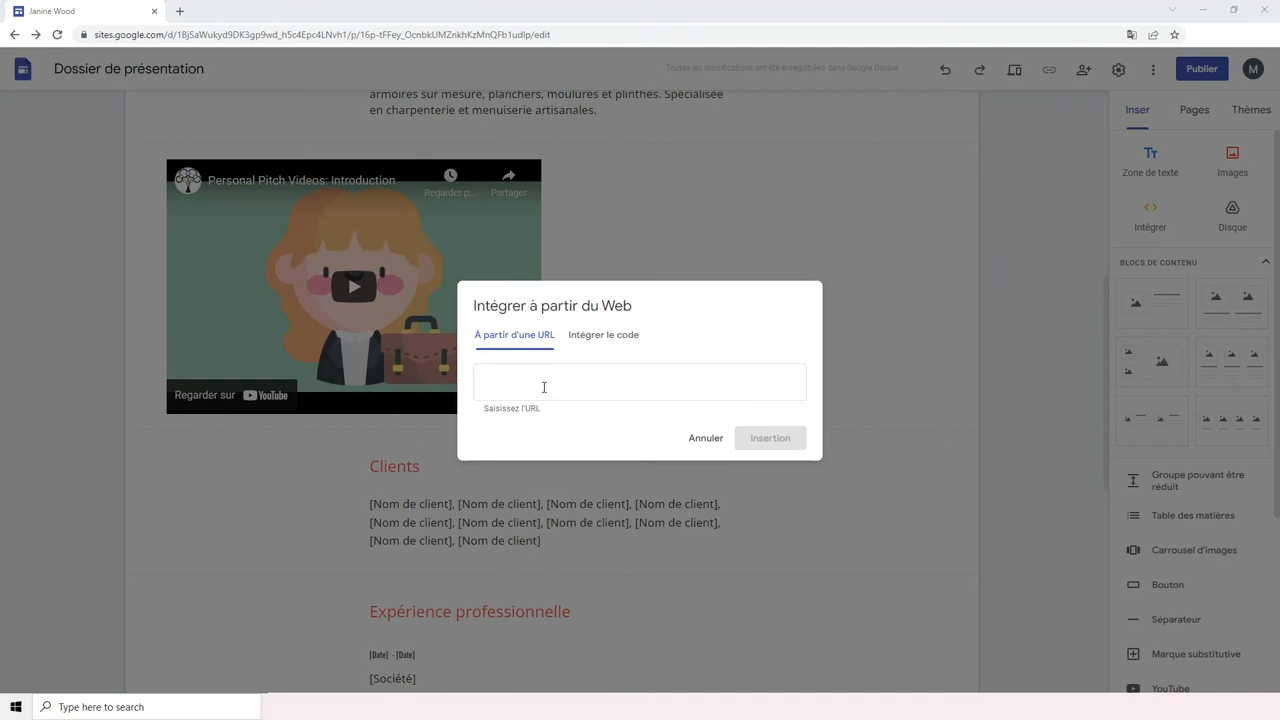 Janine Wood
sites.google.com/d/1BjSaWukyd9DK3gp9wd_h5c4Epc4LNvh1/p/16p-tFFey_OcnbkUMZnkhKzMnQFb1udIp/edit
Dossier de présentation
Toutes les modifications ont été enregistrées dans Google Disque
Publier
M
armoires sur mesure, planchers, moulures et plinthes. Spécialisée
en charpenterie et menuiserie artisanales.
Inser
Pages
Thèmes
Zone de texte
Images
Intégrer
Disque
BLOCS DE CONTENU
Personal Pitch Videos: Introduction
Regarder p...
Partager
Regarder sur YouTube
Intégrer à partir du Web
À partir d'une URL
Intégrer le code
Saisissez l'URL
Annuler
Insertion
Clients
[Nom de client], [Nom de client], [Nom de client], [Nom de client],
[Nom de client], [Nom de client], [Nom de client], [Nom de client],
[Nom de client], [Nom de client]
Expérience professionnelle
[Date] - [Date]
[Société]
Groupe pouvant être
réduit
Table des matières
Carrousel d'images
Bouton
Séparateur
Marque substitutive
YouTube
Type here to search